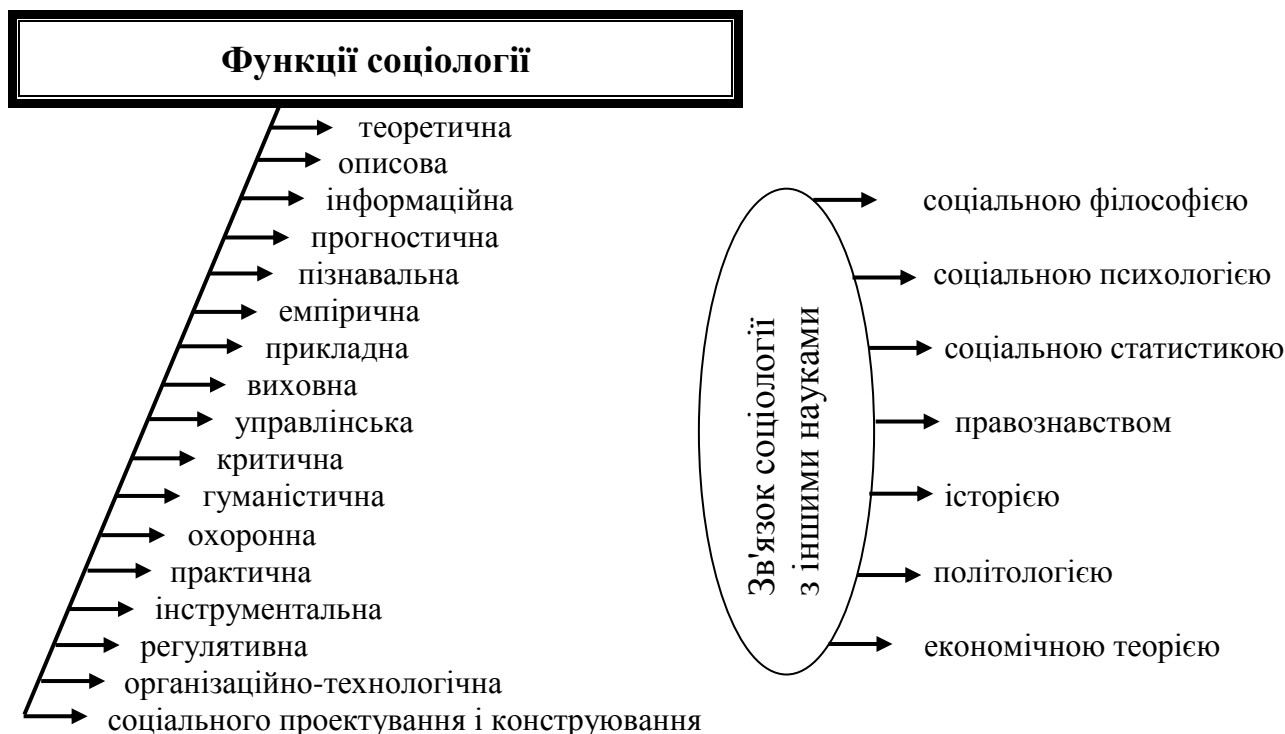 Функції соціології
теоретична
описова
інформаційна
прогностична
пізнавальна
емпірична
прикладна
виховна
управлінська
критична
гуманістична
охоронна
практична
інструментальна
регулятивна
організаційно-технологічна
соціального проектування і конструювання
Зв'язок соціології
з іншими науками
соціальною філософією
соціальною психологією
соціальною статистикою
правознавством
історією
політологією
економічною теорією